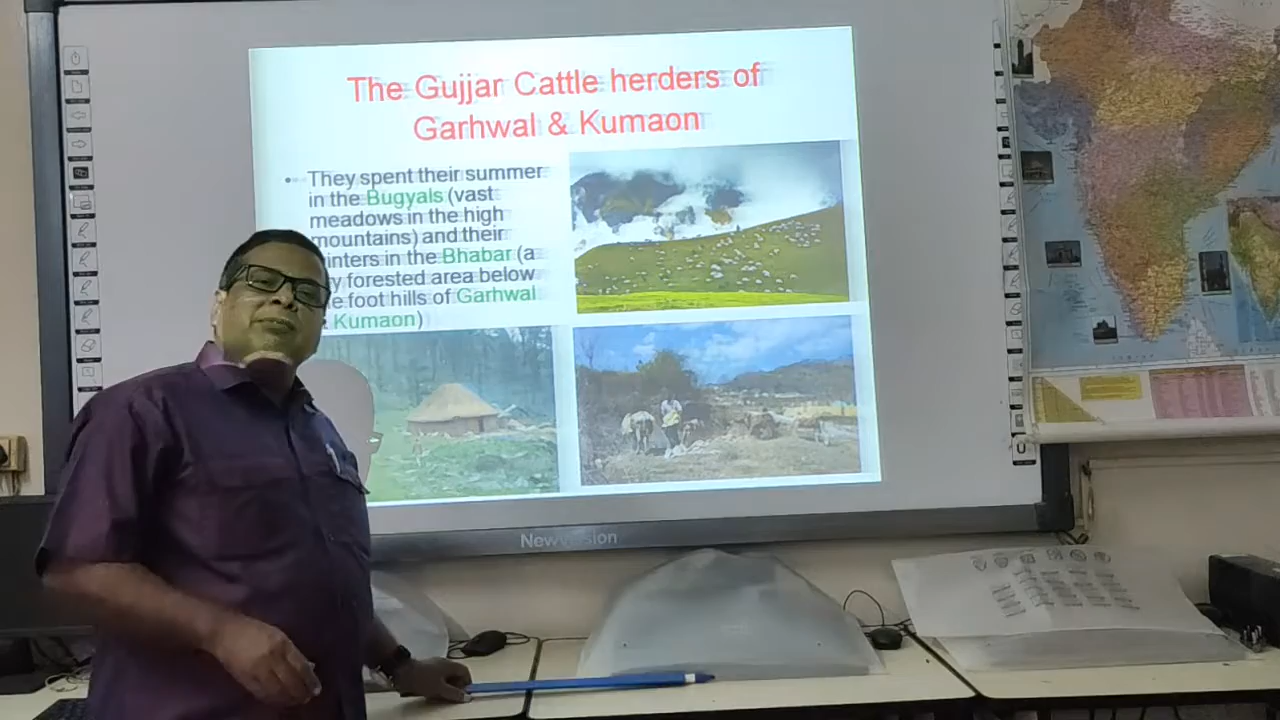 The Gujjar Cattle herders of
Garhwal & Kumaon
• They spent their summer
in the Bugyals (vast
meadows in the high
mountains) and their
inters in the Bhabar (a
y forested area below
e foot hills of Garhwal
Kumaon)
Newvision